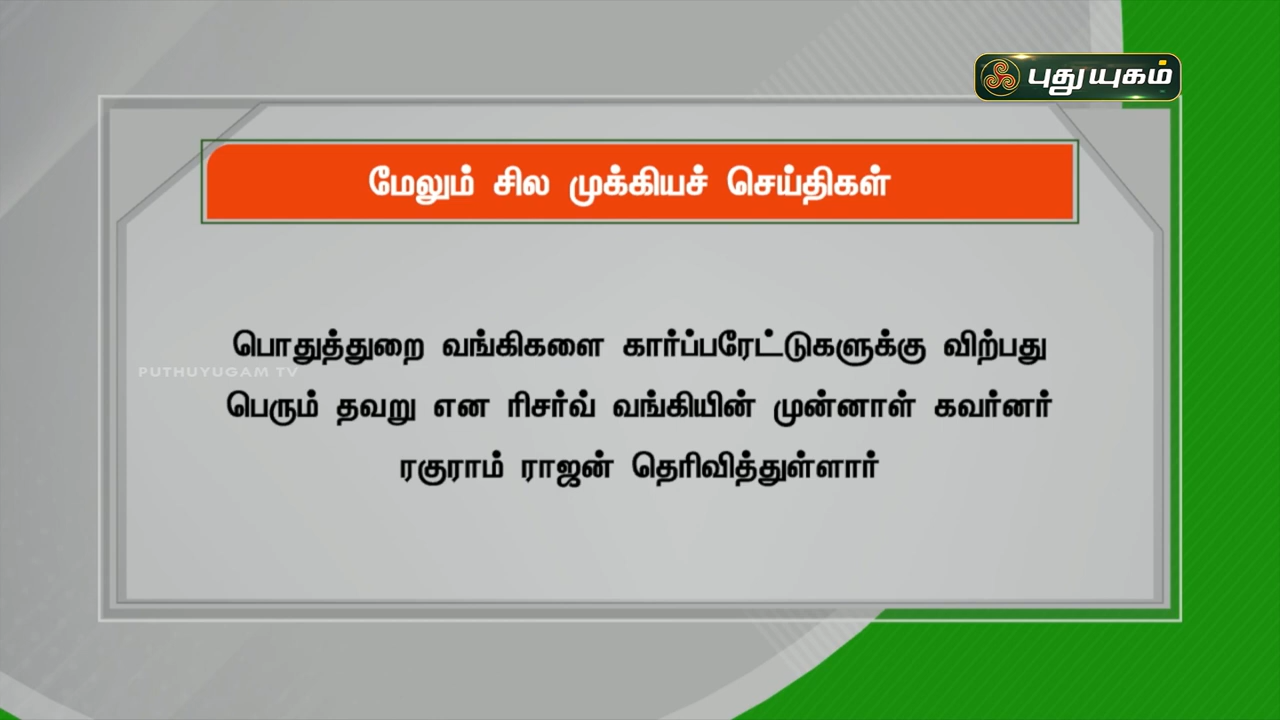 புதுயுகம்
மேலும் சில முக்கியச் செய்திகள்
பொதுத்துறை வங்கிகளை கார்ப்பரேட்டுகளுக்கு விற்பது
PUTHUYUGAM TV
பெரும் தவறு என ரிசர்வ் வங்கியின் முன்னாள் கவர்னர்
ரகுராம் ராஜன் தெரிவித்துள்ளார்